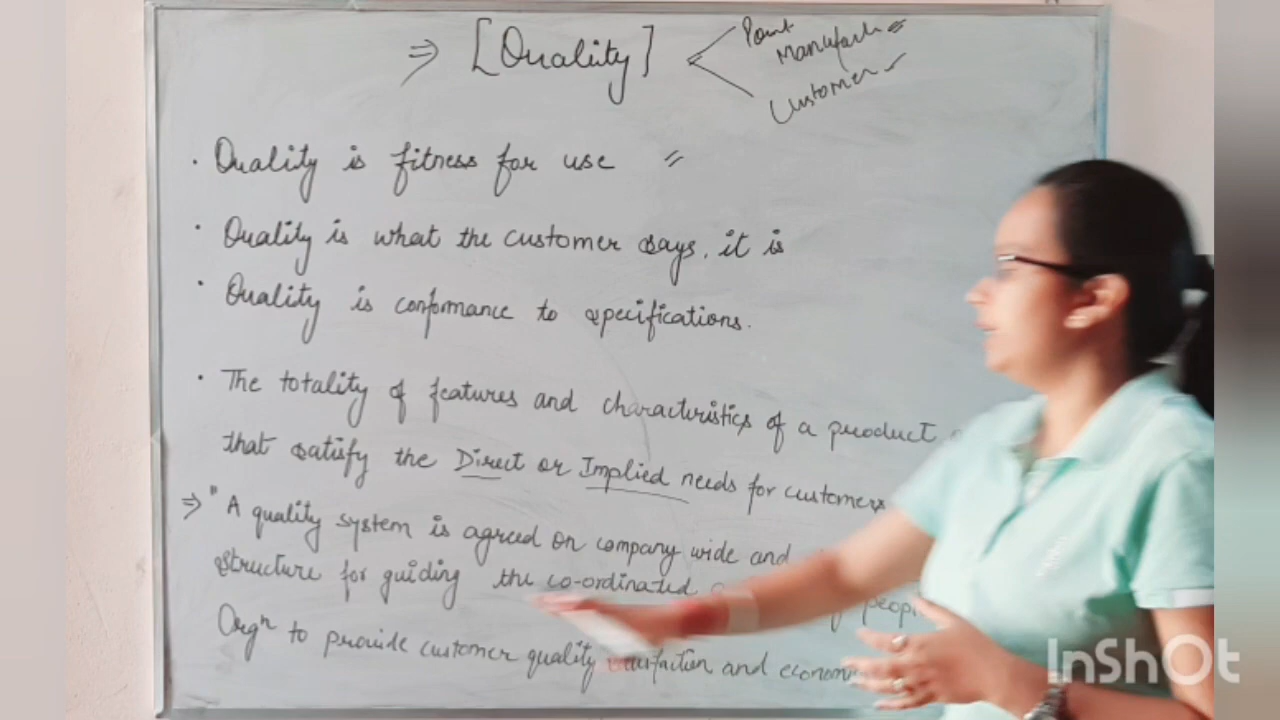 ⇒ [Quality]
Point
Manufact
Customer
. Quality is fitness for use
. Quality is what the customer says, it is
. Quality is conformance to specifications.
. The totality of features and characteristics of a product
that satisfy the Direct or Implied needs for customers
⇒ "A quality system is agreed on company wide and
structure for guiding the co-ordinated
Orgⁿ to provide customer quality satisfaction and
InShOt